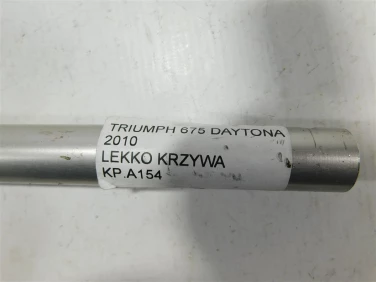 TRIUMPH 675 DAYTONA
2010
LEKKO KRZYWA
KP.A154